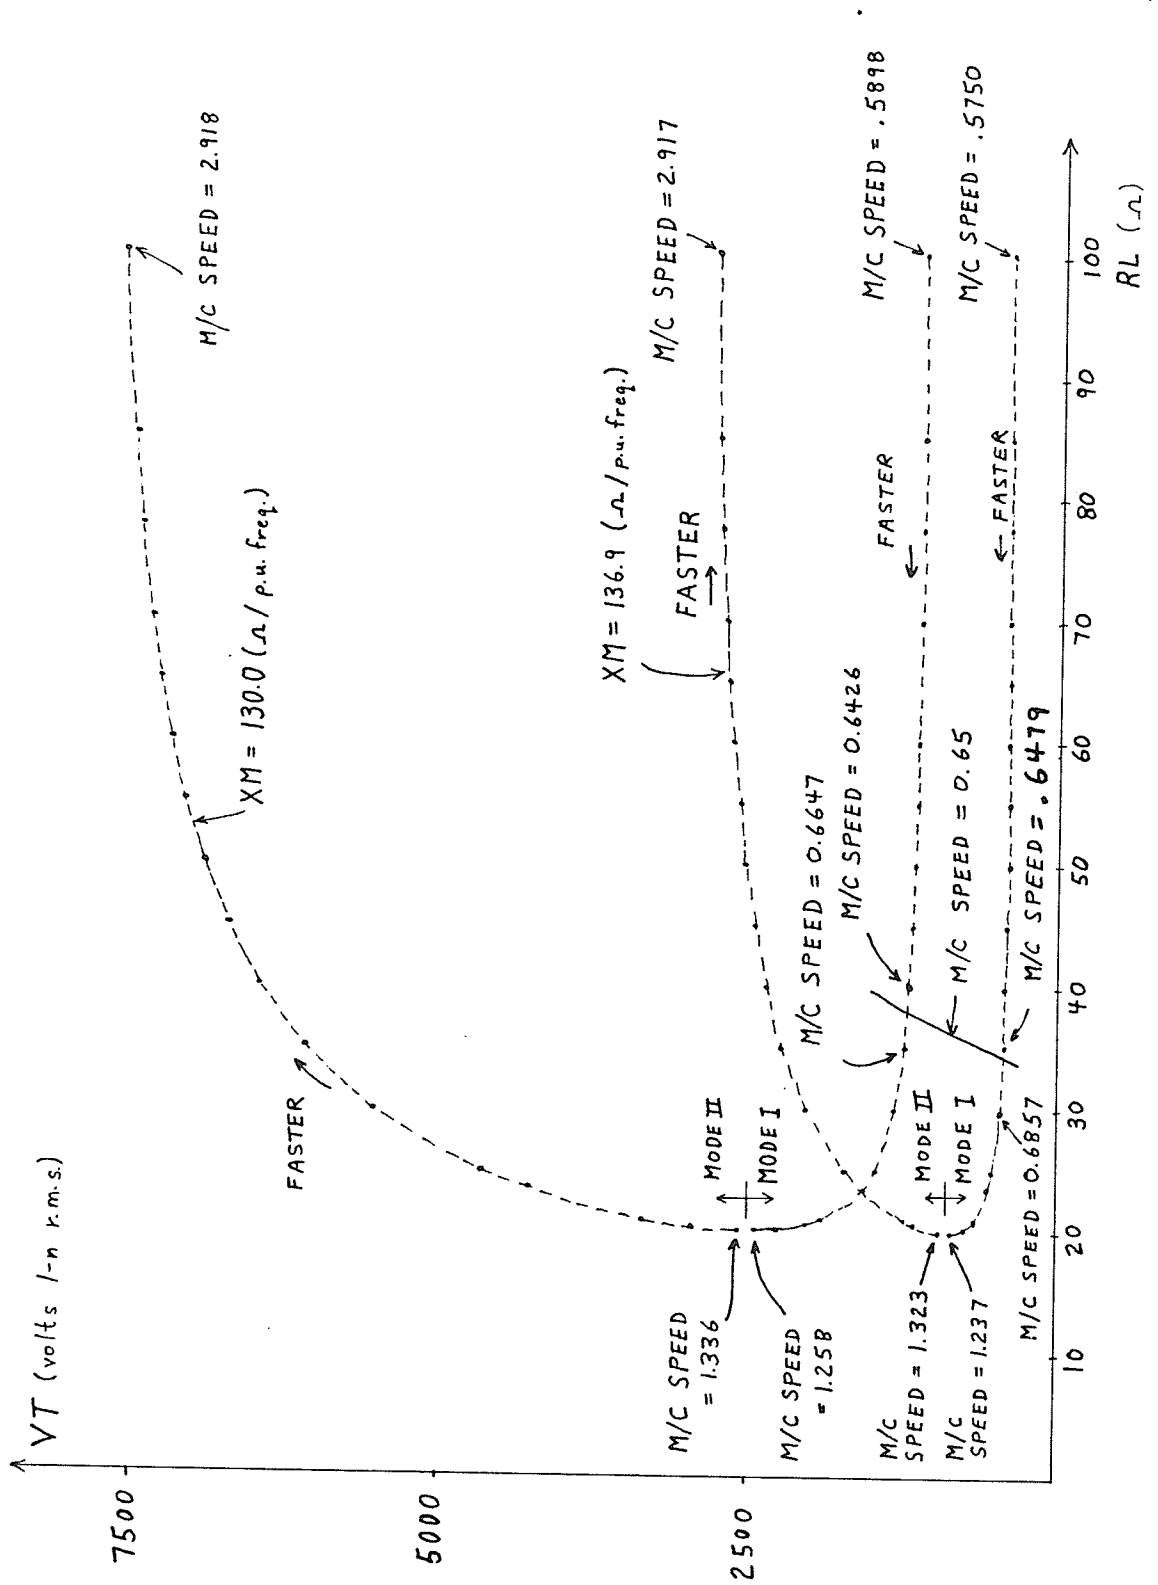 VT (volts l-n r.m.s.)
7500
5000
2500
M/C SPEED = 2.918
XM = 130.0 (Ω/p.u.freq.)
FASTER
M/C SPEED = 2.917
XM = 136.9 (Ω/p.u.freq.)
FASTER
M/C SPEED = .5898
FASTER
M/C SPEED = 0.6426
M/C SPEED = 0.6647
M/C SPEED = .5750
FASTER
M/C SPEED = 0.65
M/C SPEED = .6479
MODE II
MODE I
MODE II
MODE I
M/C SPEED
= 1.336
M/C SPEED
= 1.258
M/C
SPEED = 1.323
M/C
SPEED = 1.237
M/C SPEED = 0.6857
10
20
30
40
50
60
70
80
90
100
RL (Ω)